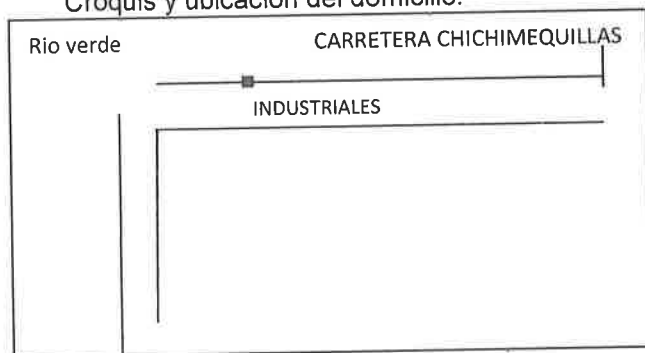 Croquis y ubicación del domicilio.
Rio verde
CARRETERA CHICHIMEQUILLAS
INDUSTRIALES